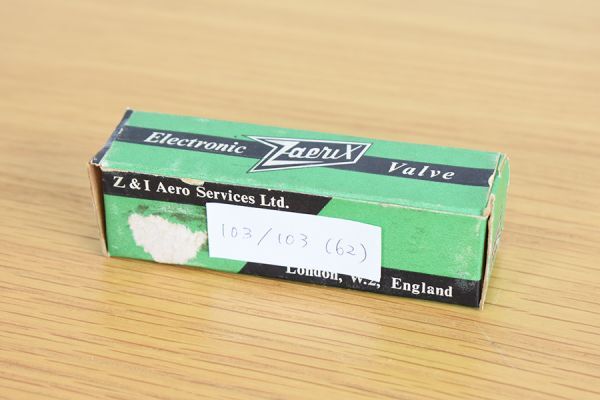 Electronic Zaerix Valve
Z & I Aero Services Ltd.
103/103 (62)
London, W.2, England